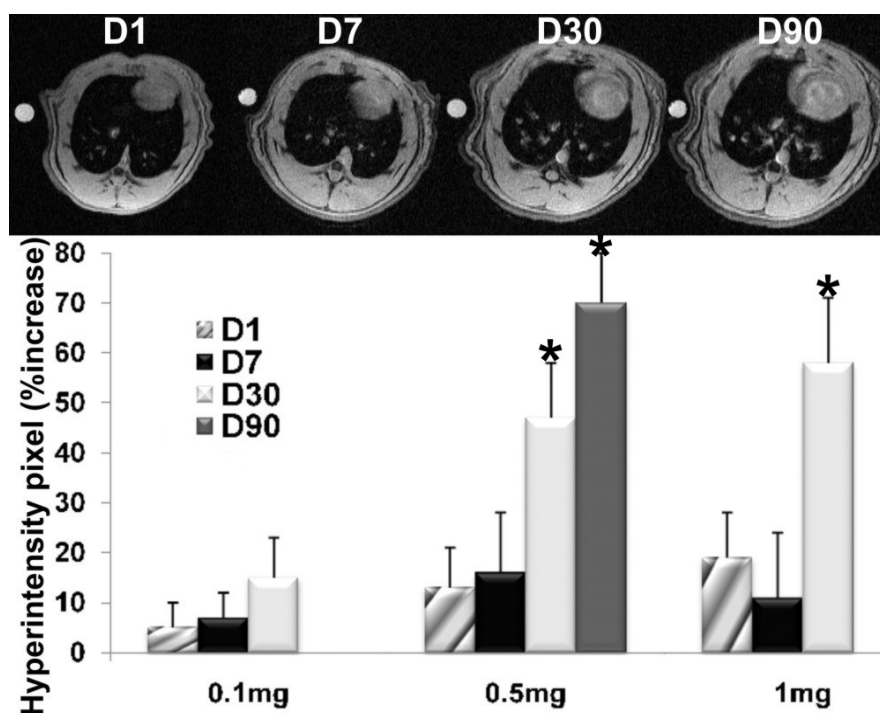 D1 D7 D30 D90
Hyperintensity pixel (%increase)
80
70
60
50
40
30
20
10
0
D1
D7
D30
D90
*
*
*
0.1mg 0.5mg 1mg